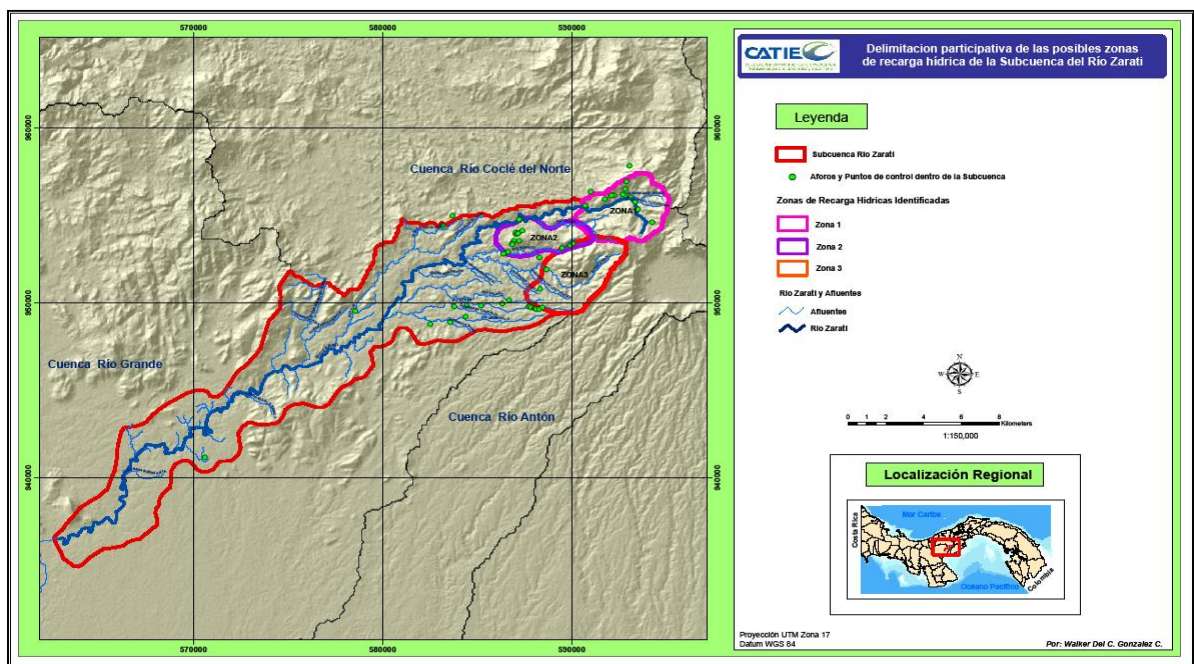 570000
580000
590000
960000
960000
950000
950000
940000
940000
570000
580000
590000
Cuenca Río Coclé del Norte
ZONA1
ZONA2
ZONA3
Cuenca Río Grande
Cuenca Río Antón
CATIE
Delimitacion participativa de las posibles zonas
de recarga hídrica de la Subcuenca del Río Zarati
Leyenda
Subcuenca Río Zarati
Aforos y Puntos de control dentro de la Subcuenca
Zonas de Recarga Hídricas Identificadas
Zona 1
Zona 2
Zona 3
Río Zarati y Afluentes
Afluentes
Río Zarati
N
W
E
S
0 1 2 4 6 8
Kilometers
1:150,000
Localización Regional
Mar Caribe
Costa Rica
Colombia
Océano Pacífico
Proyección UTM Zona 17
Datum WGS 84
Por: Walker Del C. Gonzalez C.